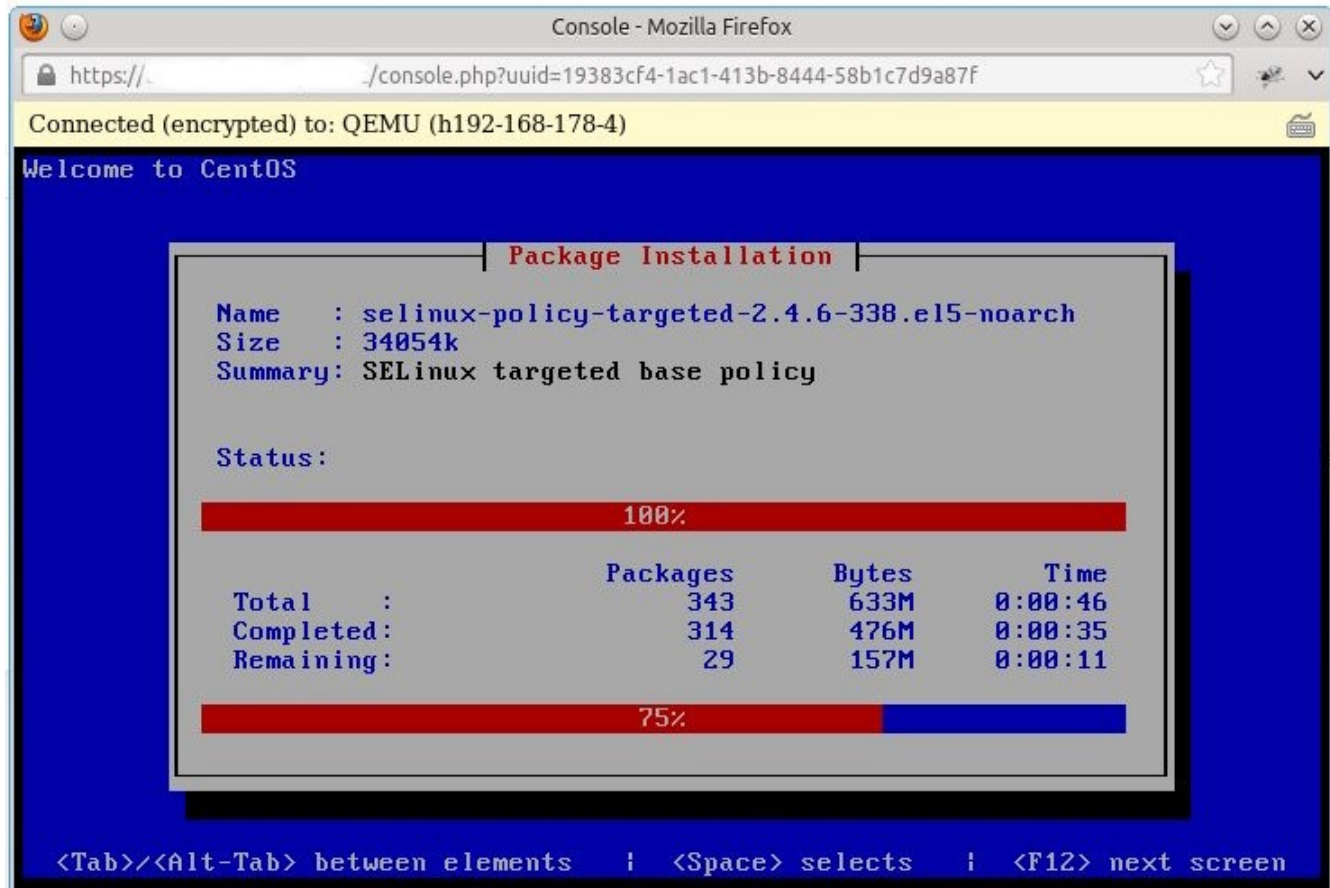 Console - Mozilla Firefox
https:// /console.php?uuid=19383cf4-1ac1-413b-8444-58b1c7d9a87f
Connected (encrypted) to: QEMU (h192-168-178-4)
Welcome to CentOS
Package Installation
Name : selinux-policy-targeted-2.4.6-338.el5-noarch
Size : 34054k
Summary: SELinux targeted base policy
Status:
100%
Packages Bytes Time
Total : 343 633M 0:00:46
Completed: 314 476M 0:00:35
Remaining: 29 157M 0:00:11
75%
<Tab>/<Alt-Tab> between elements | <Space> selects | <F12> next screen